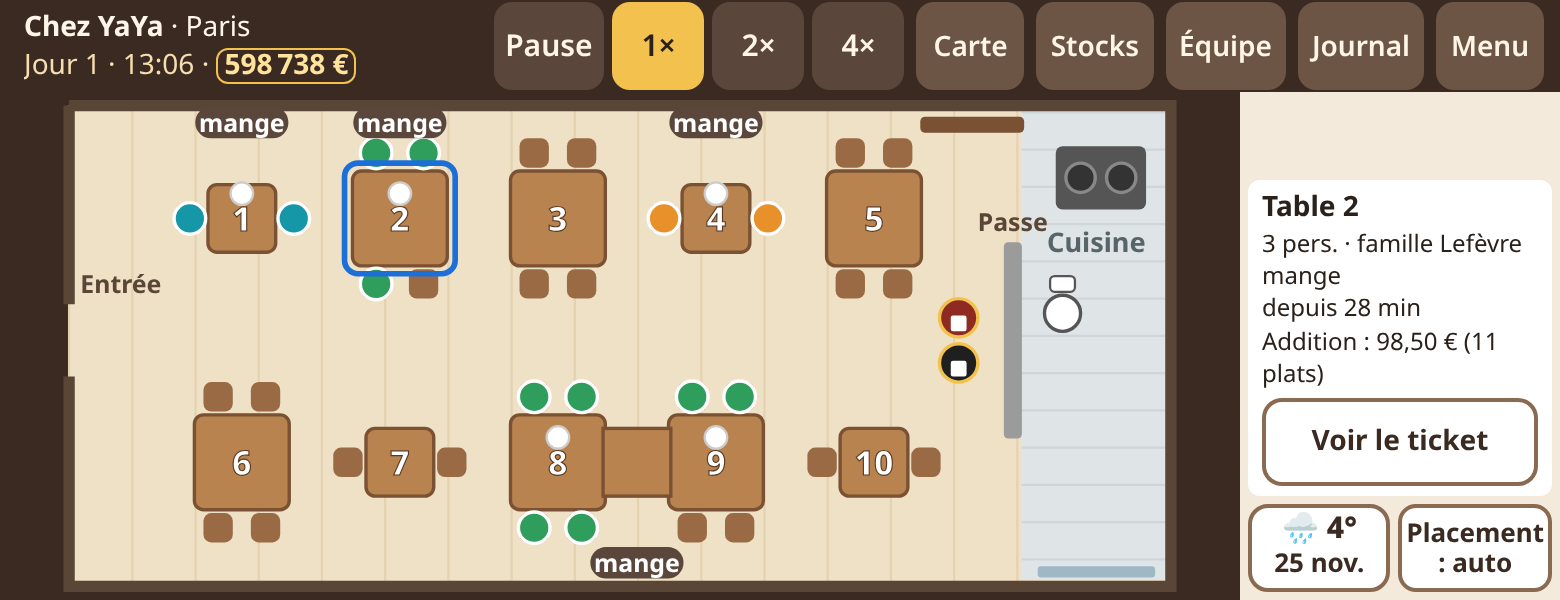 Chez YaYa · Paris
Jour 1 · 13:06 · 598 738 €
Pause
1×
2×
4×
Carte
Stocks
Équipe
Journal
Menu
mange
mange
mange
1
2
3
4
5
Passe
Cuisine
Entrée
6
7
8
9
10
mange
Table 2
3 pers. · famille Lefèvre
mange
depuis 28 min
Addition : 98,50 € (11
plats)
Voir le ticket
4°
25 nov.
Placement
: auto